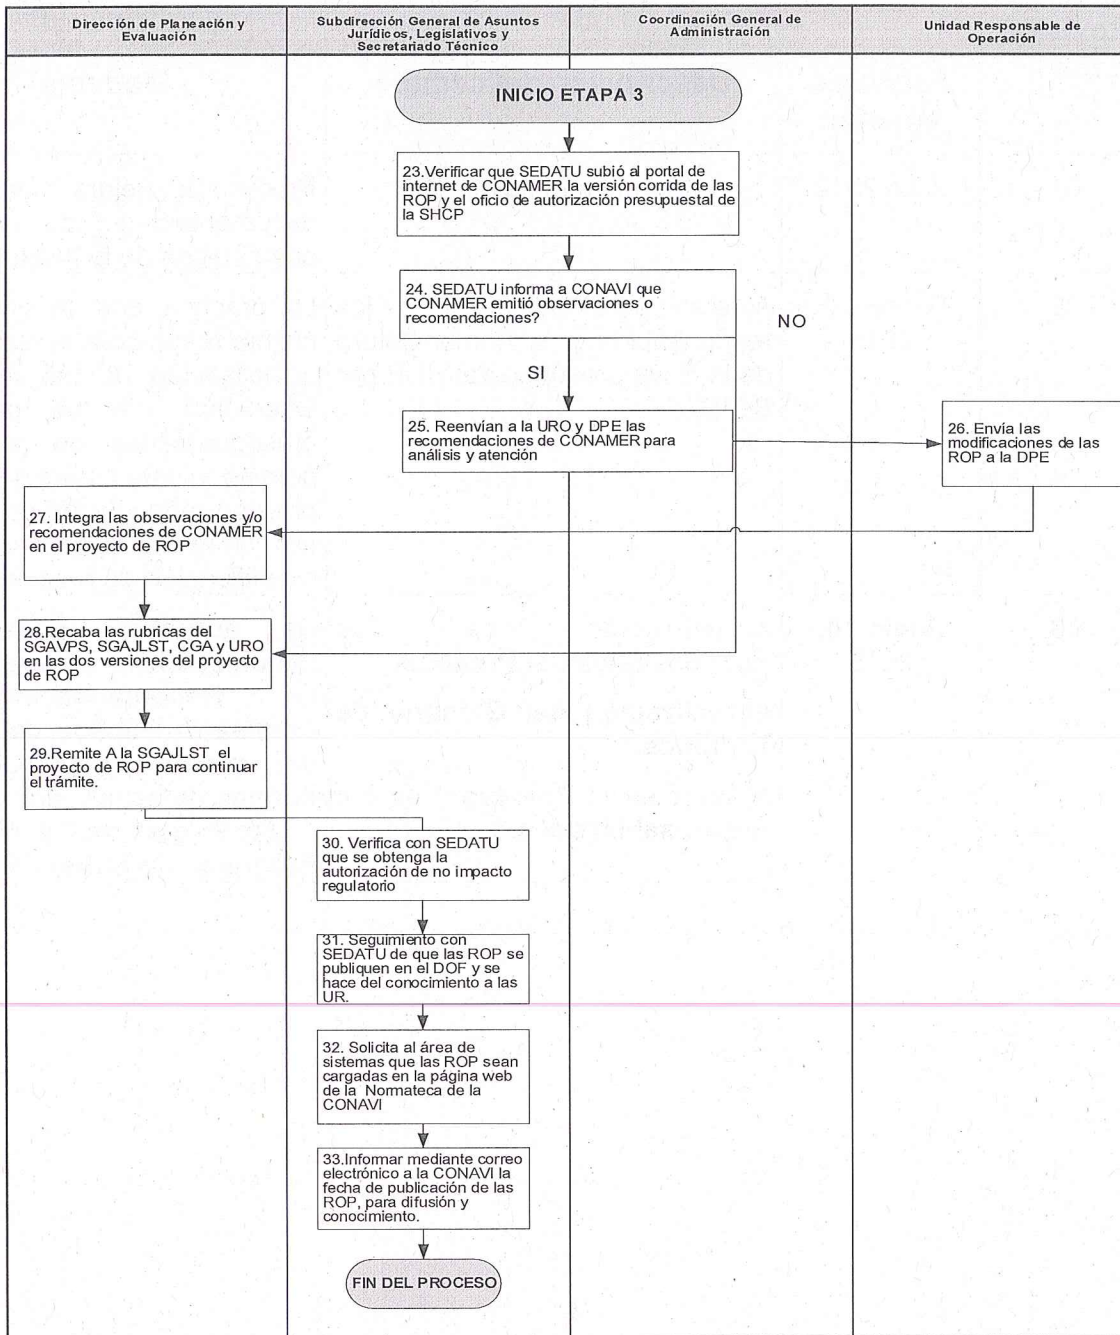 Dirección de Planeación y
Evaluación
Subdirección General de Asuntos
Jurídicos, Legislativos y
Secretariado Técnico
Coordinación General de
Administración
Unidad Responsable de
Operación
INICIO ETAPA 3
23.Verificar que SEDATU subió al portal de
internet de CONAMER la versión corrida de las
ROP y el oficio de autorización presupuestal de
la SHCP
24. SEDATU informa a CONAVI que
CONAMER emitió observaciones o
recomendaciones?
NO
SI
25. Reenvían a la URO y DPE las
recomendaciones de CONAMER para
análisis y atención
26. Envía las
modificaciones de las
ROP a la DPE
27. Integra las observaciones y/o
recomendaciones de CONAMER
en el proyecto de ROP
28.Recaba las rubricas del
SGAVPS, SGAJLST, CGA y URO
en las dos versiones del proyecto
de ROP
29.Remite A la SGAJLST el
proyecto de ROP para continuar
el trámite.
30. Verifica con SEDATU
que se obtenga la
autorización de no impacto
regulatorio
31. Seguimiento con
SEDATU de que las ROP se
publiquen en el DOF y se
hace del conocimiento a las
UR.
32. Solicita al área de
sistemas que las ROP sean
cargadas en la página web
de la Normateca de la
CONAVI
33.Informar mediante correo
electrónico a la CONAVI la
fecha de publicación de las
ROP, para difusión y
conocimiento.
FIN DEL PROCESO